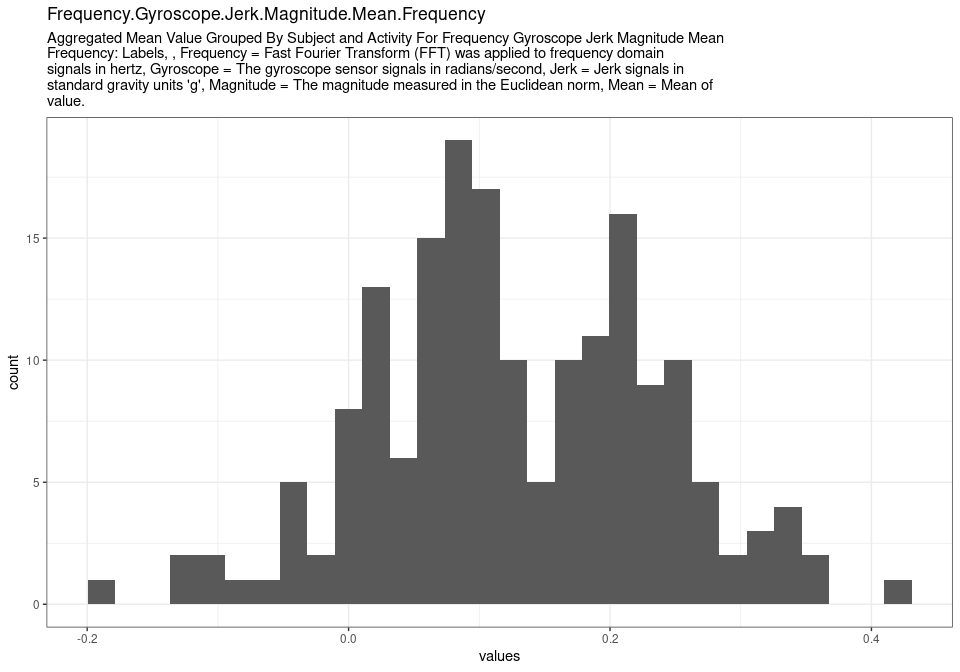 Frequency.Gyroscope.Jerk.Magnitude.Mean.Frequency
Aggregated Mean Value Grouped By Subject and Activity For Frequency Gyroscope Jerk Magnitude Mean
Frequency: Labels, , Frequency = Fast Fourier Transform (FFT) was applied to frequency domain
signals in hertz, Gyroscope = The gyroscope sensor signals in radians/second, Jerk = Jerk signals in
standard gravity units 'g', Magnitude = The magnitude measured in the Euclidean norm, Mean = Mean of
value.
15
10
5
0
count
-0.2 0.0 0.2 0.4
values